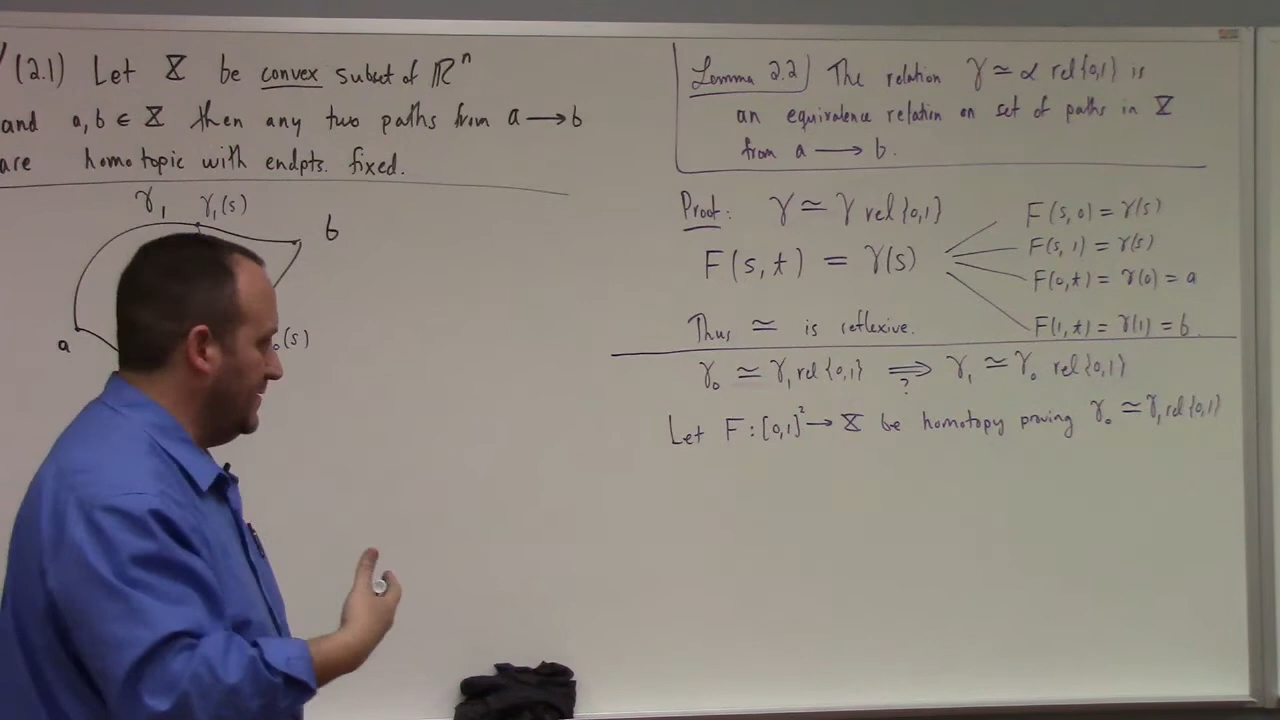 (2.1) Let X be convex subset of ℝⁿ
and a, b ∈ X then any two paths from a ⟶ b
are homotopic with endpts. fixed.
γ₁ γ₁(s)
b
a
₀(s)
Lemma 2.2) The relation γ ≃ α rel{0,1} is
an equivalence relation on set of paths in X
from a ⟶ b.
Proof: γ ≃ γ rel{0,1}
F(s,t) = γ(s)
F(s,0) = γ(s)
F(s,1) = γ(s)
F(0,t) = γ(0) = a
F(1,t) = γ(1) = b.
Thus ≃ is reflexive.
γ₀ ≃ γ₁ rel{0,1} ⟹ γ₁ ≃ γ₀ rel{0,1}
?
Let F : [0,1]² → X be homotopy proving γ₀ ≃ γ₁ rel{0,1}